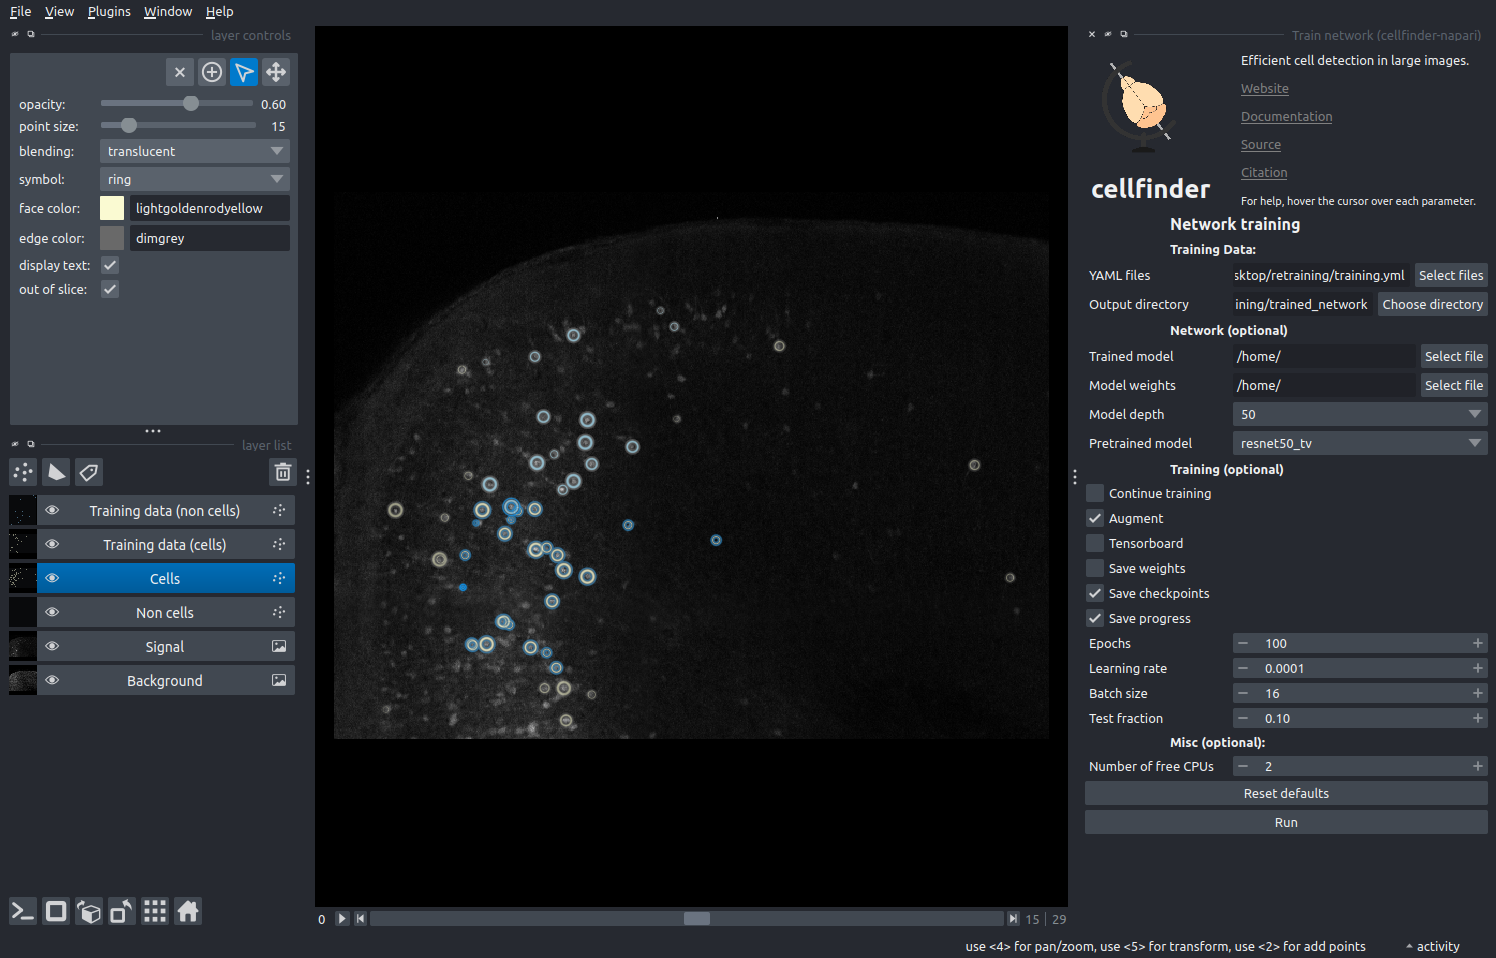 File View Plugins Window Help
layer controls
opacity: 0.60
point size: 15
blending: translucent
symbol: ring
face color: lightgoldenrodyellow
edge color: dimgrey
display text:
out of slice:
layer list
Training data (non cells)
Training data (cells)
Cells
Non cells
Signal
Background
0
15 | 29
Train network (cellfinder-napari)
Efficient cell detection in large images.
Website
Documentation
Source
Citation
cellfinder
For help, hover the cursor over each parameter.
Network training
Training Data:
YAML files sktop/retraining/training.yml Select files
Output directory ining/trained_network Choose directory
Network (optional)
Trained model /home/ Select file
Model weights /home/ Select file
Model depth 50
Pretrained model resnet50_tv
Training (optional)
Continue training
Augment
Tensorboard
Save weights
Save checkpoints
Save progress
Epochs 100
Learning rate 0.0001
Batch size 16
Test fraction 0.10
Misc (optional):
Number of free CPUs 2
Reset defaults
Run
use <4> for pan/zoom, use <5> for transform, use <2> for add points
activity